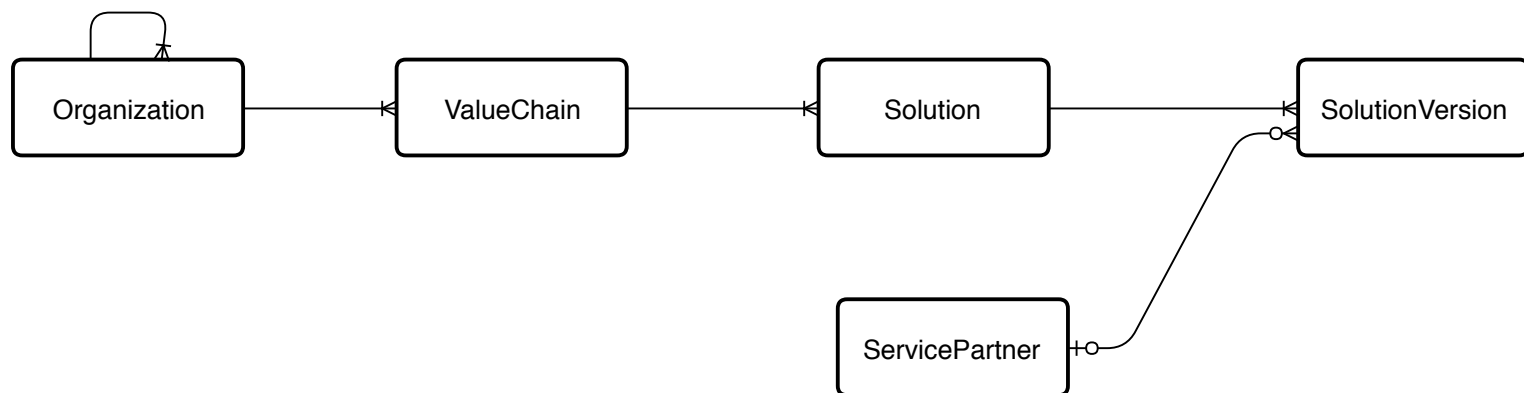 Organization
ValueChain
Solution
SolutionVersion
ServicePartner